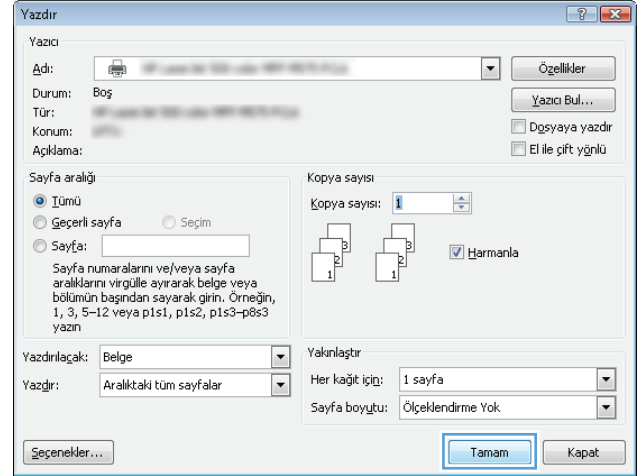 Yazdır
Yazıcı
Adı:
Özellikler
Durum: Boş
Yazıcı Bul...
Tür:
Konum:
Dosyaya yazdır
Açıklama:
El ile çift yönlü
Sayfa aralığı
Tümü
Geçerli sayfa Seçim
Sayfa:
Sayfa numaralarını ve/veya sayfa
aralıklarını virgülle ayırarak belge veya
bölümün başından sayarak girin. Örneğin,
1, 3, 5–12 veya p1s1, p1s2, p1s3–p8s3
yazın
Kopya sayısı
Kopya sayısı: 1
3 3
2 2
1 1
Harmanla
Yazdırılacak: Belge
Yazdır: Aralıktaki tüm sayfalar
Yakınlaştır
Her kağıt için: 1 sayfa
Sayfa boyutu: Ölçeklendirme Yok
Seçenekler... Tamam Kapat